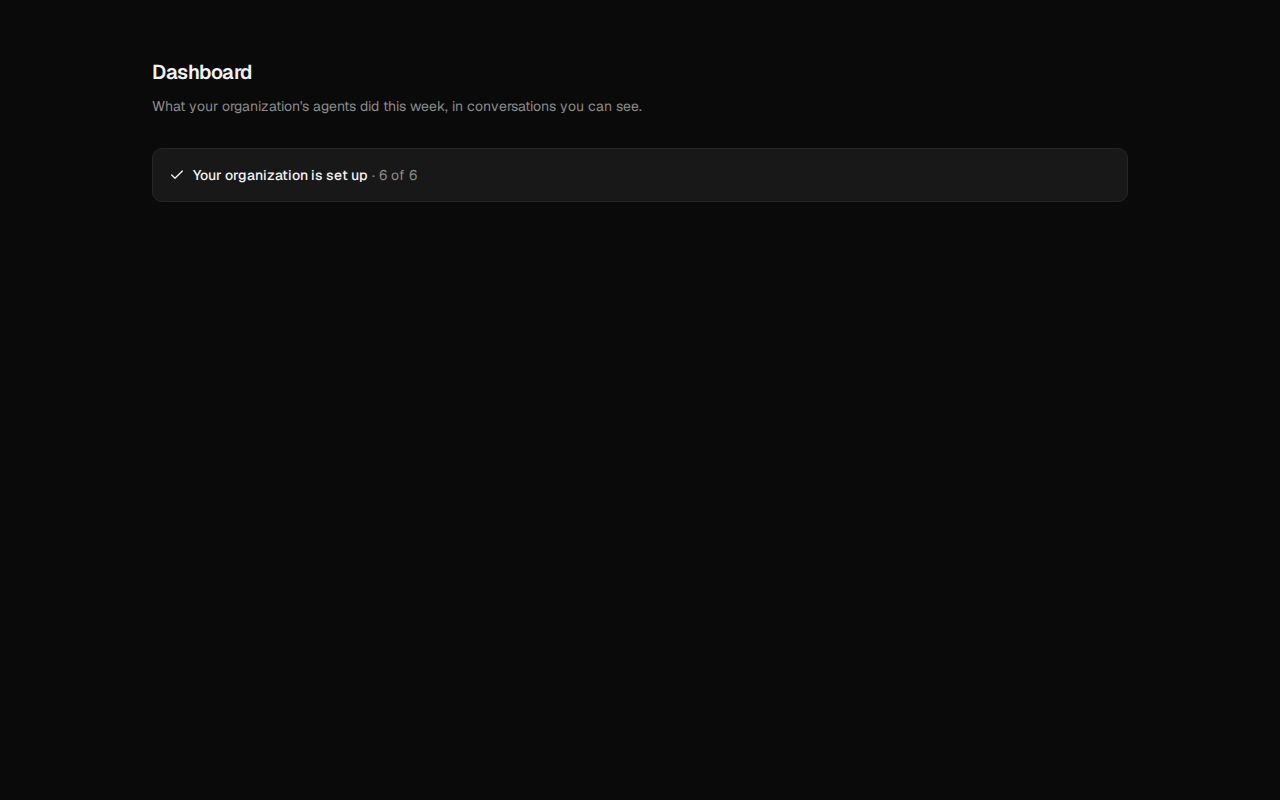 Dashboard
What your organization's agents did this week, in conversations you can see.
Your organization is set up · 6 of 6